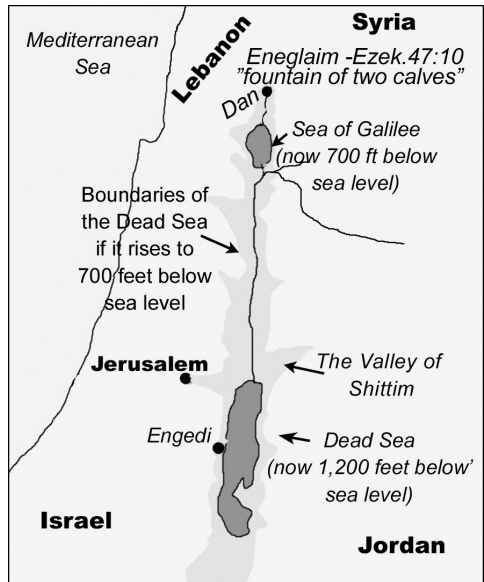 Syria
Mediterranean
Sea
Lebanon
Eneglaim -Ezek.47:10
”fountain of two calves”
Dan
Sea of Galilee
(now 700 ft below
sea level)
Boundaries of
the Dead Sea
if it rises to
700 feet below
sea level
Jerusalem
The Valley of
Shittim
Engedi
Dead Sea
(now 1,200 feet below’
sea level)
Israel
Jordan